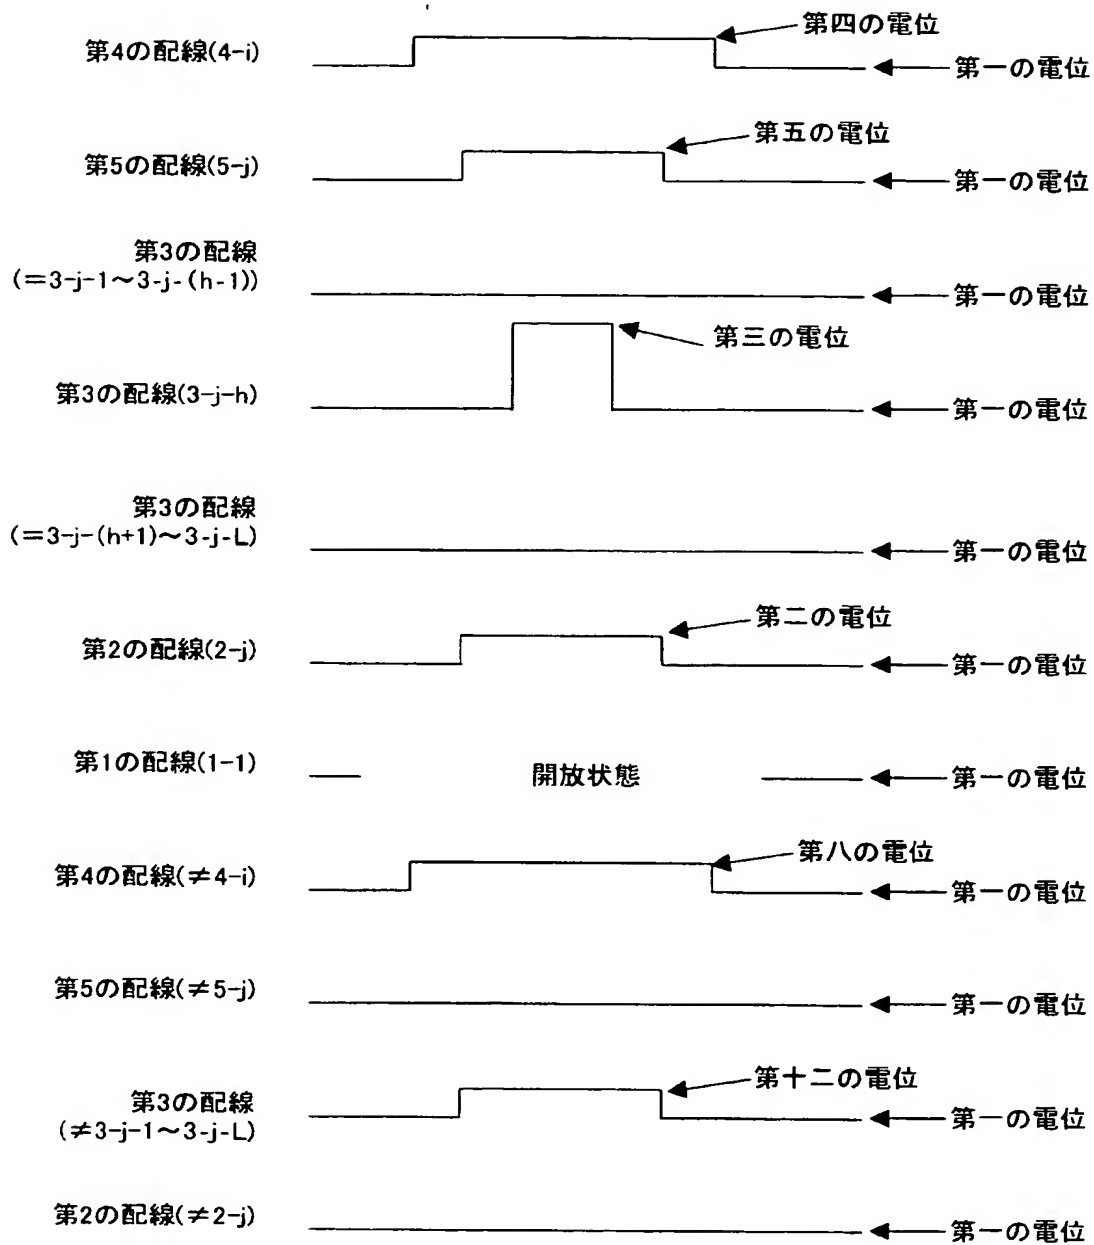 第四の電位
第4の配線(4-i)
第一の電位
第五の電位
第5の配線(5-j)
第一の電位
第3の配線
(=3-j-1～3-j-(h-1))
第一の電位
第三の電位
第3の配線(3-j-h)
第一の電位
第3の配線
(=3-j-(h+1)～3-j-L)
第一の電位
第二の電位
第2の配線(2-j)
第一の電位
第1の配線(1-1)
開放状態
第一の電位
第八の電位
第4の配線(≠4-i)
第一の電位
第5の配線(≠5-j)
第一の電位
第十二の電位
第3の配線
(≠3-j-1～3-j-L)
第一の電位
第2の配線(≠2-j)
第一の電位